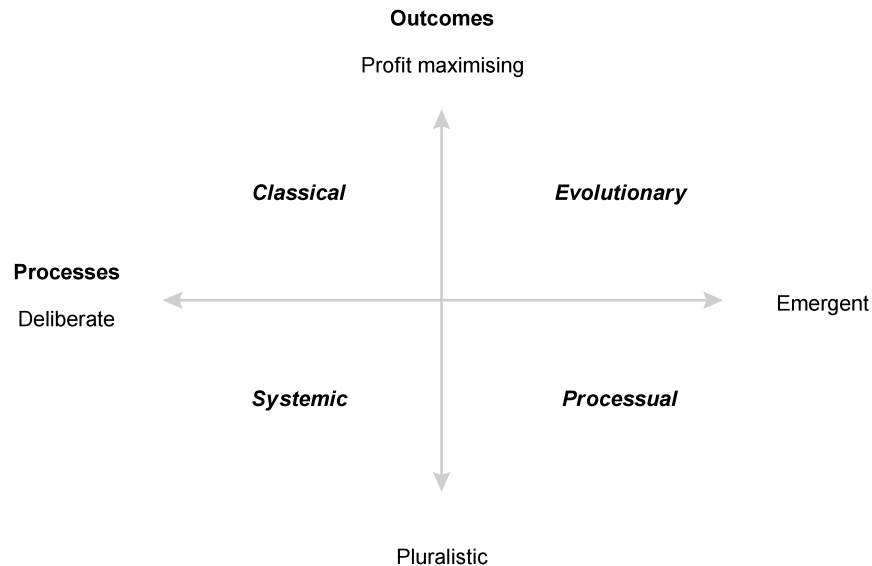 Outcomes
Profit maximising
Classical
Evolutionary
Processes
Deliberate
Emergent
Systemic
Processual
Pluralistic